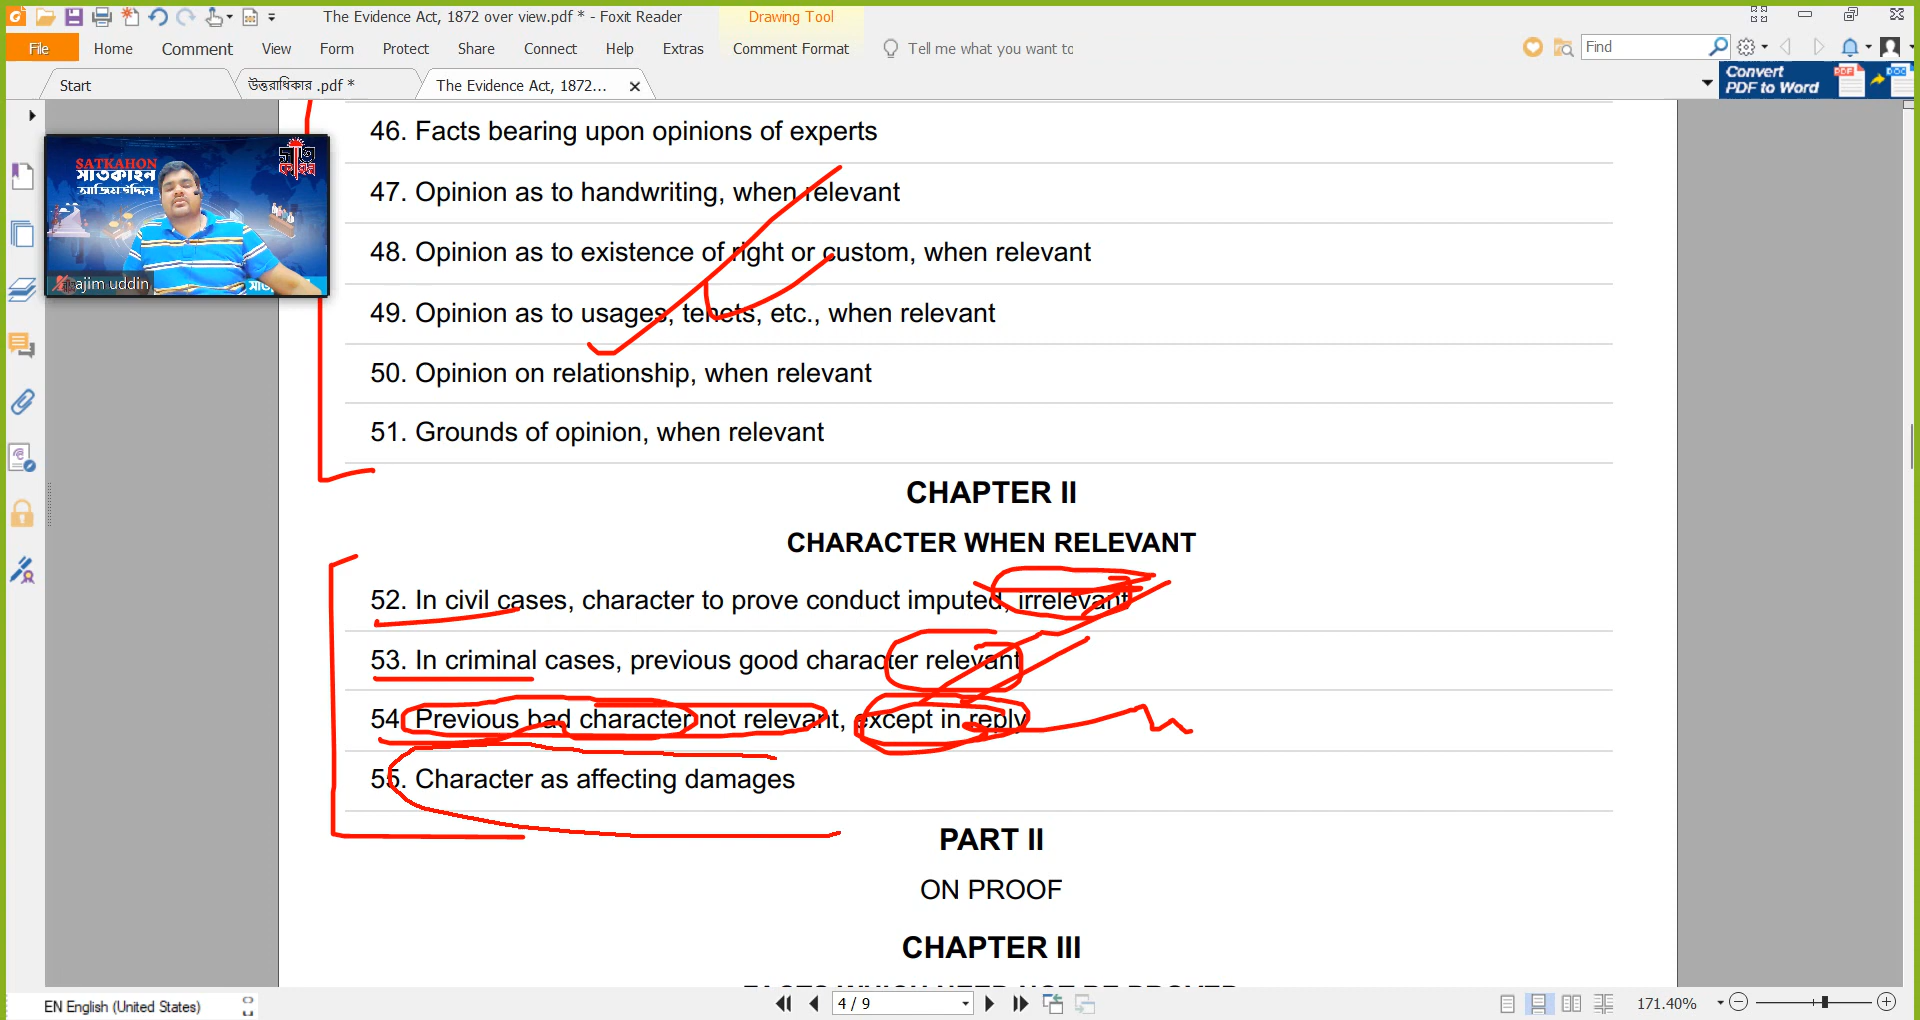 The Evidence Act, 1872 over view.pdf * - Foxit Reader
Drawing Tool
File Home Comment View Form Protect Share Connect Help Extras Comment Format Tell me what you want to
Find
Start
উত্তরাধিকার .pdf *
The Evidence Act, 1872...
Convert
PDF to Word
SATKAHON
সাতকাহন
আজিম উদ্দিন
ajim uddin
46. Facts bearing upon opinions of experts
47. Opinion as to handwriting, when relevant
48. Opinion as to existence of right or custom, when relevant
49. Opinion as to usages, tenets, etc., when relevant
50. Opinion on relationship, when relevant
51. Grounds of opinion, when relevant
CHAPTER II
CHARACTER WHEN RELEVANT
52. In civil cases, character to prove conduct imputed, irrelevant
53. In criminal cases, previous good character relevant
54. Previous bad character not relevant, except in reply
55. Character as affecting damages
PART II
ON PROOF
CHAPTER III
EN English (United States)
4 / 9
171.40%